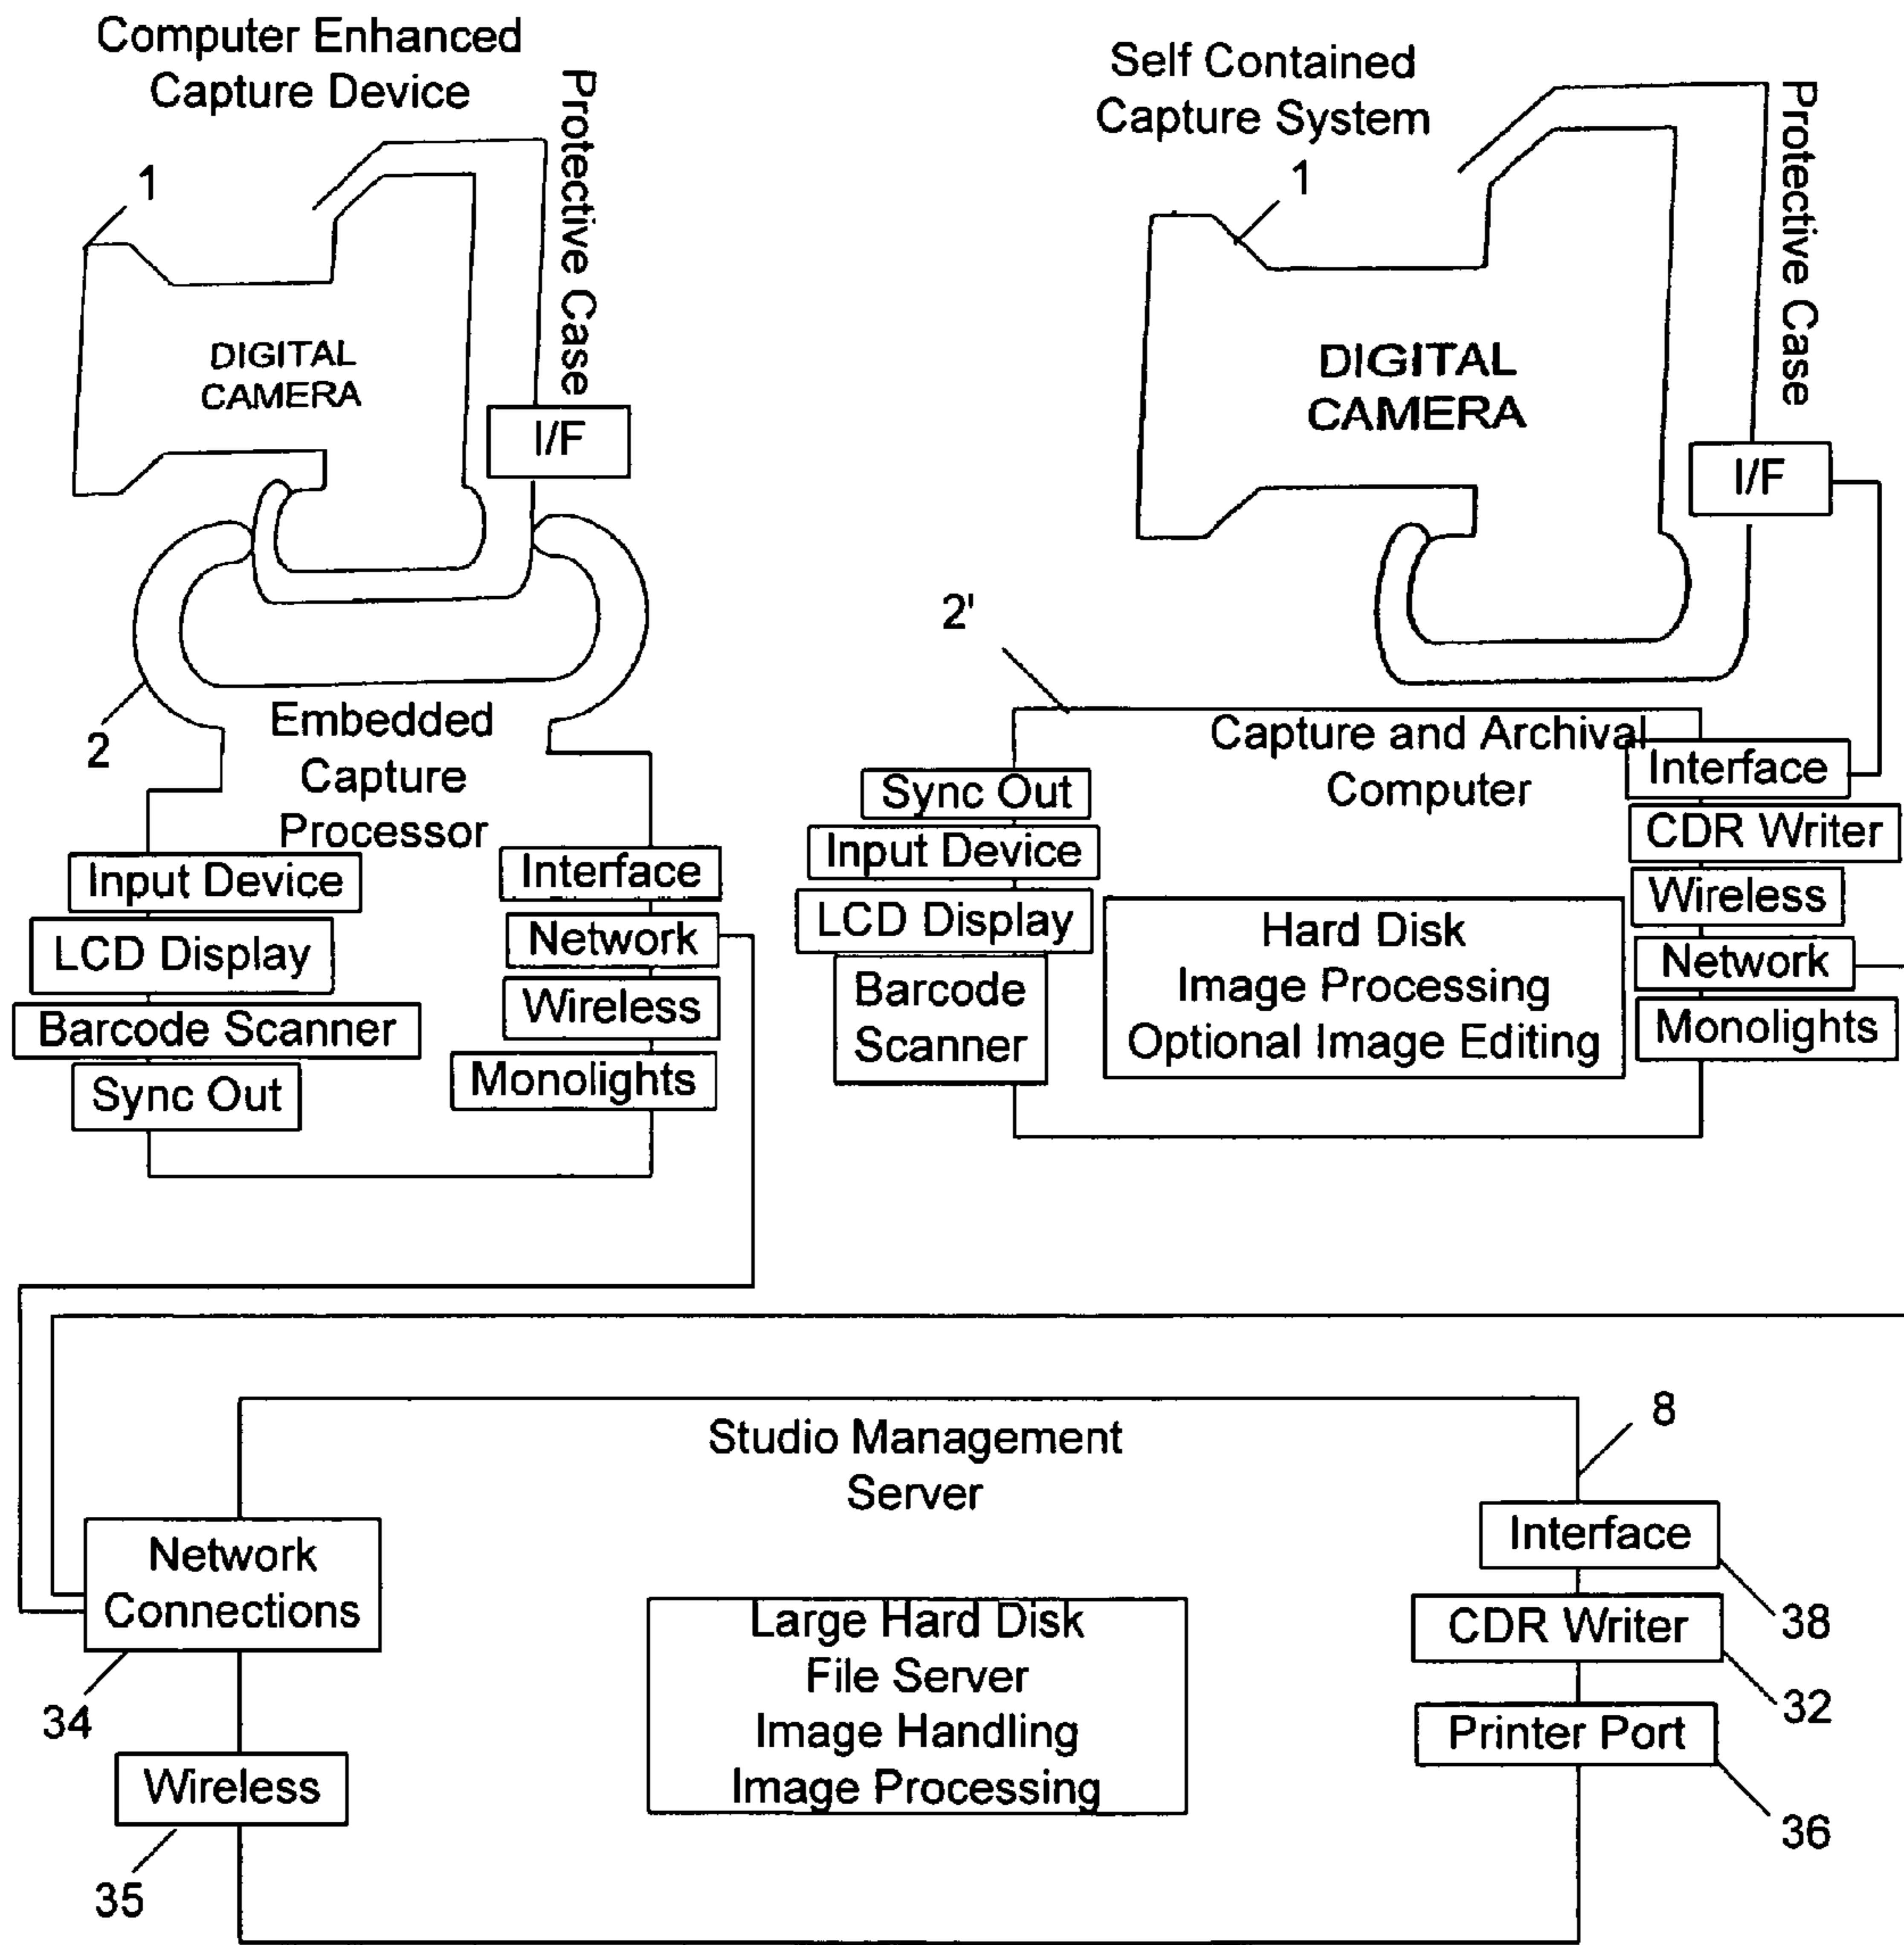 Computer Enhanced
Capture Device
Protective Case
1
DIGITAL
CAMERA
I/F
2
Embedded
Capture
Processor
Input Device
LCD Display
Barcode Scanner
Sync Out
Interface
Network
Wireless
Monolights
Self Contained
Capture System
Protective Case
1
DIGITAL
CAMERA
I/F
2'
Capture and Archival
Computer
Sync Out
Input Device
LCD Display
Barcode
Scanner
Hard Disk
Image Processing
Optional Image Editing
Interface
CDR Writer
Wireless
Network
Monolights
Studio Management
Server
8
Network
Connections
34
Wireless
35
Large Hard Disk
File Server
Image Handling
Image Processing
Interface
38
CDR Writer
32
Printer Port
36